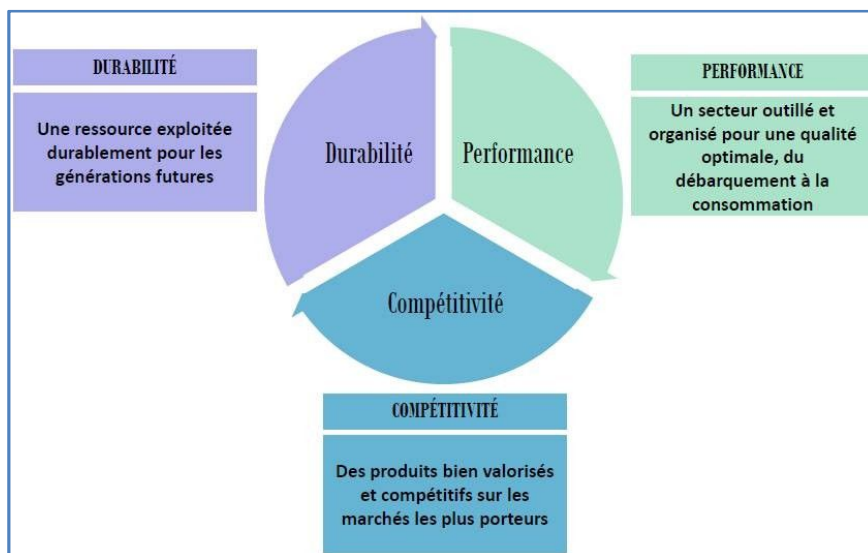 DURABILITÉ
Une ressource exploitée
durablement pour les
générations futures
Durabilité
Performance
PERFORMANCE
Un secteur outillé et
organisé pour une qualité
optimale, du
débarquement à la
consommation
Compétitivité
COMPÉTITIVITÉ
Des produits bien valorisés
et compétitifs sur les
marchés les plus porteurs